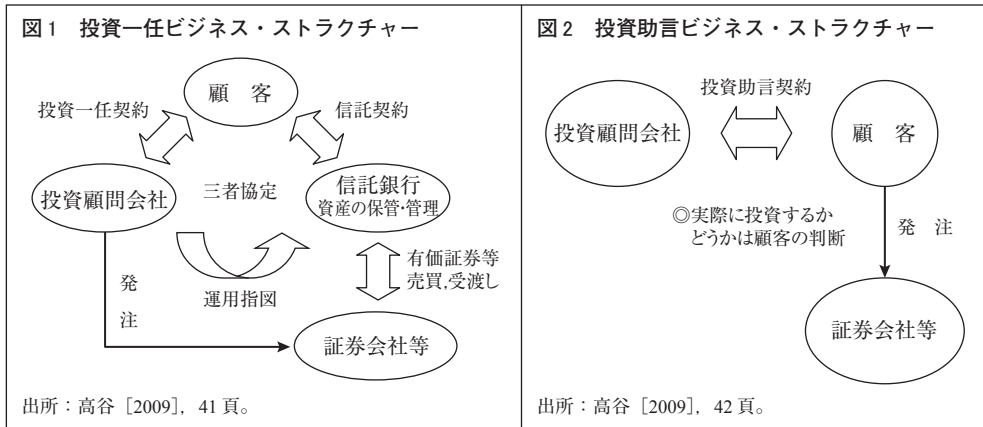 図1 投資一任ビジネス・ストラクチャー
顧 客
投資一任契約
信託契約
投資顧問会社
三者協定
信託銀行
資産の保管・管理
有価証券等
売買,受渡し
運用指図
発
注
証券会社等
出所：高谷［2009］，41頁。
図2 投資助言ビジネス・ストラクチャー
投資助言契約
投資顧問会社
顧 客
◎実際に投資するか
どうかは顧客の判断
発 注
証券会社等
出所：高谷［2009］，42頁。